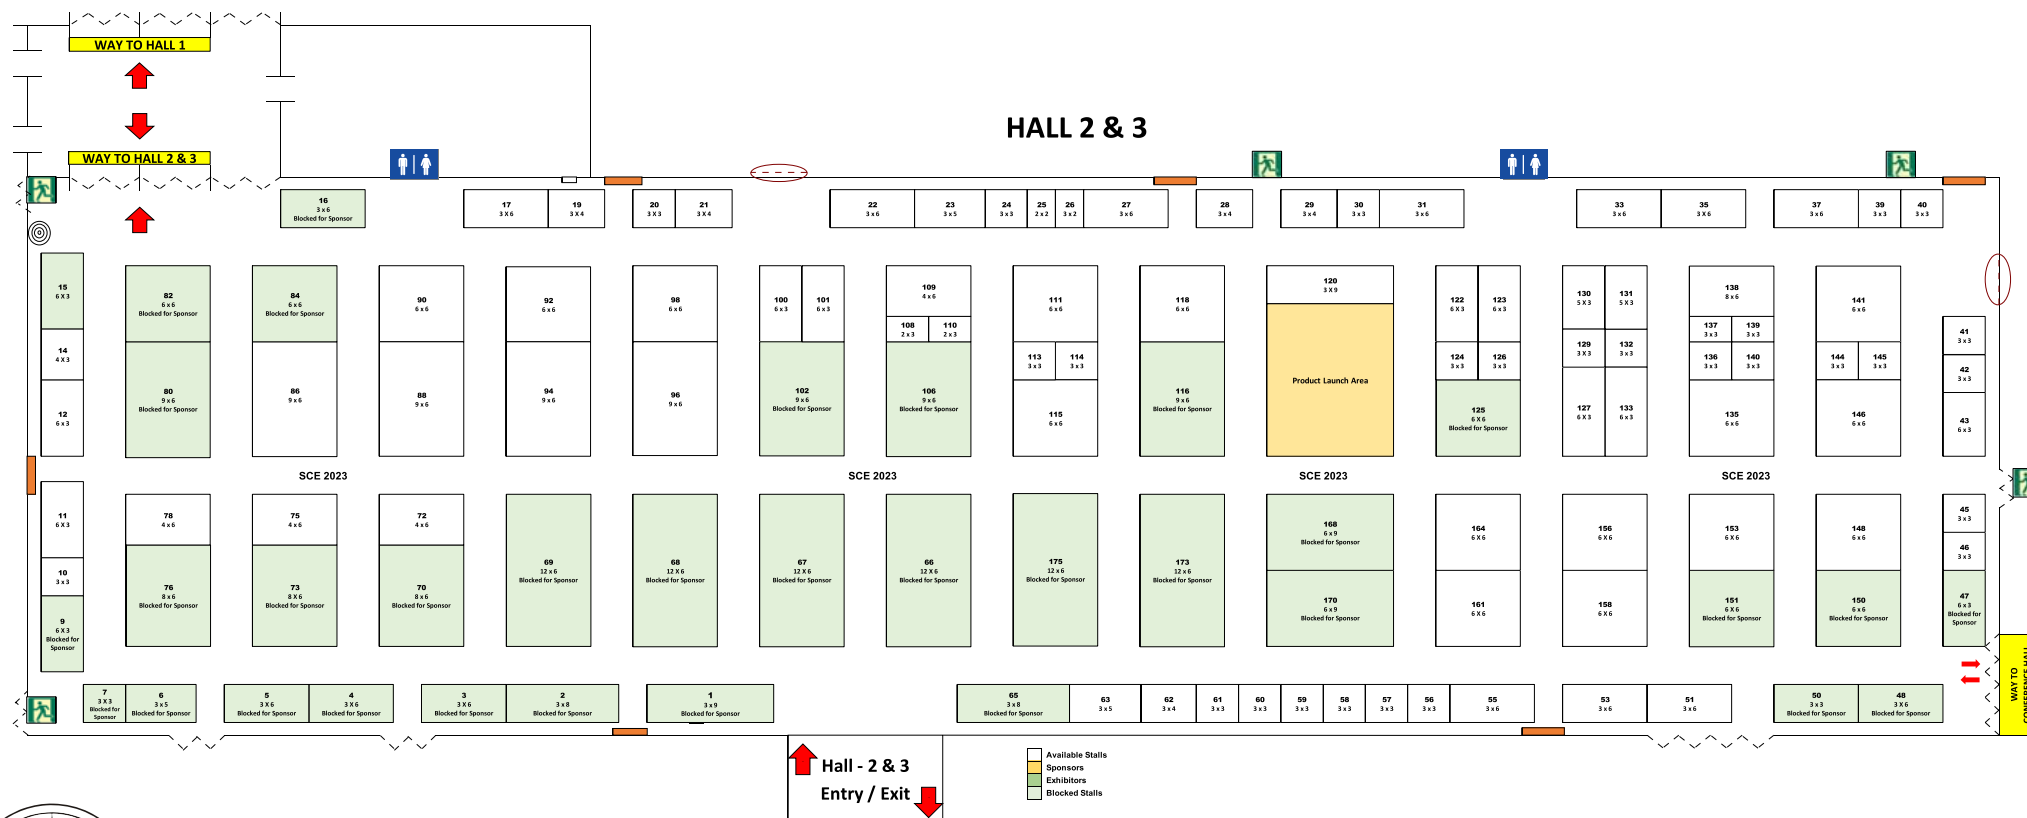 WAY TO HALL 1
WAY TO HALL 2 & 3
HALL 2 & 3
16
3 x 6
Blocked for Sponsor
17
3 X 6
19
3 X 4
20
3 X 3
21
3 X 4
22
3 x 6
23
3 x 5
24
3 x 3
25
2 x 2
26
3 x 2
27
3 x 6
28
3 x 4
29
3 x 4
30
3 x 3
31
3 x 6
33
3 x 6
35
3 X 6
37
3 x 6
39
3 x 3
40
3 x 3
15
6 X 3
14
4 X 3
12
6 x 3
82
6 x 6
Blocked for Sponsor
80
9 x 6
Blocked for Sponsor
84
6 x 6
Blocked for Sponsor
86
9 x 6
90
6 x 6
88
9 x 6
92
6 x 6
94
9 x 6
98
6 x 6
96
9 x 6
100
6 x 3
101
6 x 3
102
9 x 6
Blocked for Sponsor
109
4 x 6
108
2 x 3
110
2 x 3
106
9 x 6
Blocked for Sponsor
111
6 x 6
113
3 x 3
114
3 x 3
115
6 x 6
118
6 x 6
116
9 x 6
Blocked for Sponsor
120
3 X 9
Product Launch Area
122
6 X 3
123
6 x 3
124
3 x 3
126
3 x 3
125
6 X 6
Blocked for Sponsor
130
5 X 3
131
5 X 3
129
3 X 3
132
3 x 3
127
6 X 3
133
6 x 3
138
8 x 6
137
3 x 3
139
3 x 3
136
3 x 3
140
3 x 3
135
6 x 6
141
6 x 6
144
3 x 3
145
3 x 3
146
6 x 6
41
3 x 3
42
3 x 3
43
6 x 3
SCE 2023
SCE 2023
SCE 2023
SCE 2023
11
6 X 3
10
3 x 3
9
6 X 3
Blocked for
Sponsor
78
4 x 6
76
8 x 6
Blocked for Sponsor
75
4 x 6
73
8 X 6
Blocked for Sponsor
72
4 x 6
70
8 x 6
Blocked for Sponsor
69
12 x 6
Blocked for Sponsor
68
12 X 6
Blocked for Sponsor
67
12 X 6
Blocked for Sponsor
66
12 X 6
Blocked for Sponsor
175
12 x 6
Blocked for Sponsor
173
12 x 6
Blocked for Sponsor
168
6 x 9
Blocked for Sponsor
170
6 x 9
Blocked for Sponsor
164
6 X 6
161
6 X 6
156
6 X 6
158
6 X 6
153
6 x 6
151
6 X 6
Blocked for Sponsor
148
6 x 6
150
6 x 6
Blocked for Sponsor
45
3 x 3
46
3 x 3
47
6 x 3
Blocked for
Sponsor
7
3 X 3
Blocked for
Sponsor
6
3 x 5
Blocked for Sponsor
5
3 X 6
Blocked for Sponsor
4
3 X 6
Blocked for Sponsor
3
3 X 6
Blocked for Sponsor
2
3 x 8
Blocked for Sponsor
1
3 x 9
Blocked for Sponsor
65
3 x 8
Blocked for Sponsor
63
3 x 5
62
3 x 4
61
3 x 3
60
3 x 3
59
3 x 3
58
3 x 3
57
3 x 3
56
3 x 3
55
3 x 6
53
3 x 6
51
3 x 6
50
3 x 3
Blocked for Sponsor
48
3 X 6
Blocked for Sponsor
WAY TO
CONFERENCE HALL
Hall - 2 & 3
Entry / Exit
Available Stalls
Sponsors
Exhibitors
Blocked Stalls